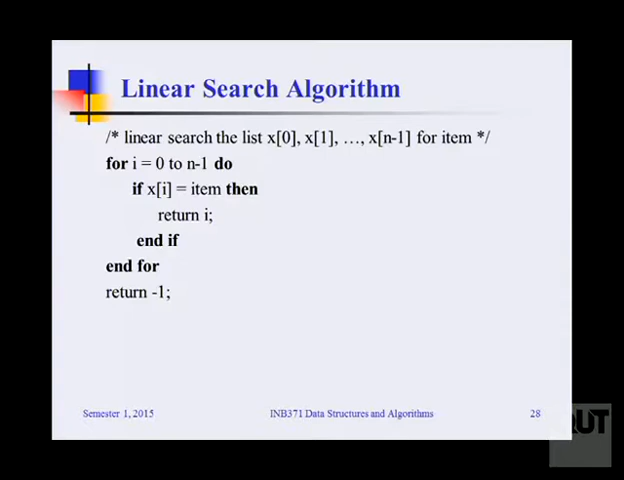 Linear Search Algorithm
/* linear search the list x[0], x[1], …, x[n-1] for item */
for i = 0 to n-1 do
if x[i] = item then
return i;
end if
end for
return -1;
Semester 1, 2015
INB371 Data Structures and Algorithms
28
QUT